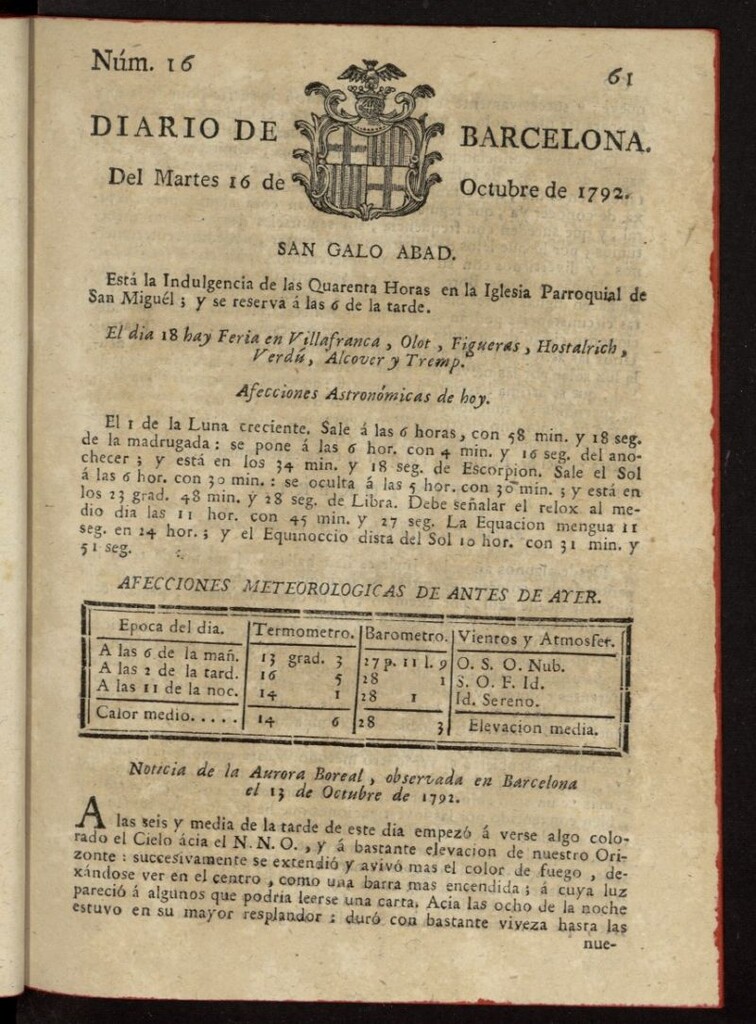 Núm. 16
61
DIARIO DE BARCELONA.
Del Martes 16 de Octubre de 1792.
SAN GALO ABAD.
Está la Indulgencia de las Quarenta Horas en la Iglesia Parroquial de
San Miguél ; y se reserva á las 6 de la tarde.
El dia 18 hay Feria en Villafranca , Olot , Figueras , Hostalrich ,
Verdú, Alcover y Tremp.
Afecciones Astronómicas de hoy.
El 1 de la Luna creciente. Sale á las 6 horas, con 58 min. y 18 seg.
de la madrugada : se pone á las 6 hor. con 4 min. y 16 seg. del ano-
checer ; y está en los 34 min. y 18 seg. de Escorpion. Sale el Sol
á las 6 hor. con 30 min. : se oculta á las 5 hor. con 30 min. ; y está en
los 23 grad. 48 min. y 28 seg. de Libra. Debe señalar el relox al me-
dio dia las 11 hor. con 45 min. y 27 seg. La Equacion mengua 11
seg. en 24 hor. ; y el Equinoccio dista del Sol 10 hor. con 31 min. y
51 seg.
AFECCIONES METEOROLOGICAS DE ANTES DE AYER.
Epoca del dia. Termometro. Barometro. Vientos y Atmosfer.
A las 6 de la mañ. 13 grad. 3 27 p. 11 l. 9 O. S. O. Nub.
A las 2 de la tard. 16 5 28 1 S. O. F. Id.
A las 11 de la noc. 14 1 28 1 Id. Sereno.
Calor medio. . . . . 14 6 28 3 Elevacion media.
Noticia de la Aurora Boreal , observada en Barcelona
el 13 de Octubre de 1792.
A las seis y media de la tarde de este dia empezó á verse algo colo-
rado el Cielo ácia el N. N. O. , y á bastante elevacion de nuestro Ori-
zonte : succesivamente se extendió y avivó mas el color de fuego , de-
xándose ver en el centro , como una barra mas encendida ; á cuya luz
pareció á algunos que podria leerse una carta. Acia las ocho de la noche
estuvo en su mayor resplandor : duró con bastante viveza hasta las
nue-